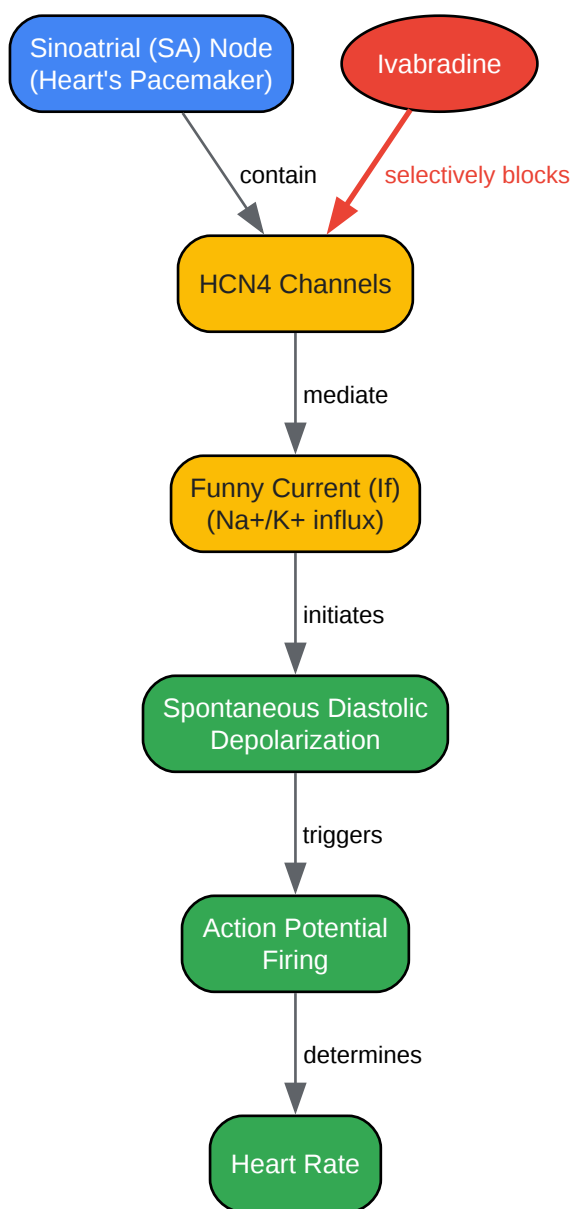 Sinoatrial (SA) Node
(Heart's Pacemaker)
Ivabradine
contain
selectively blocks
HCN4 Channels
mediate
Funny Current (If)
(Na+/K+ influx)
initiates
Spontaneous Diastolic
Depolarization
triggers
Action Potential
Firing
determines
Heart Rate